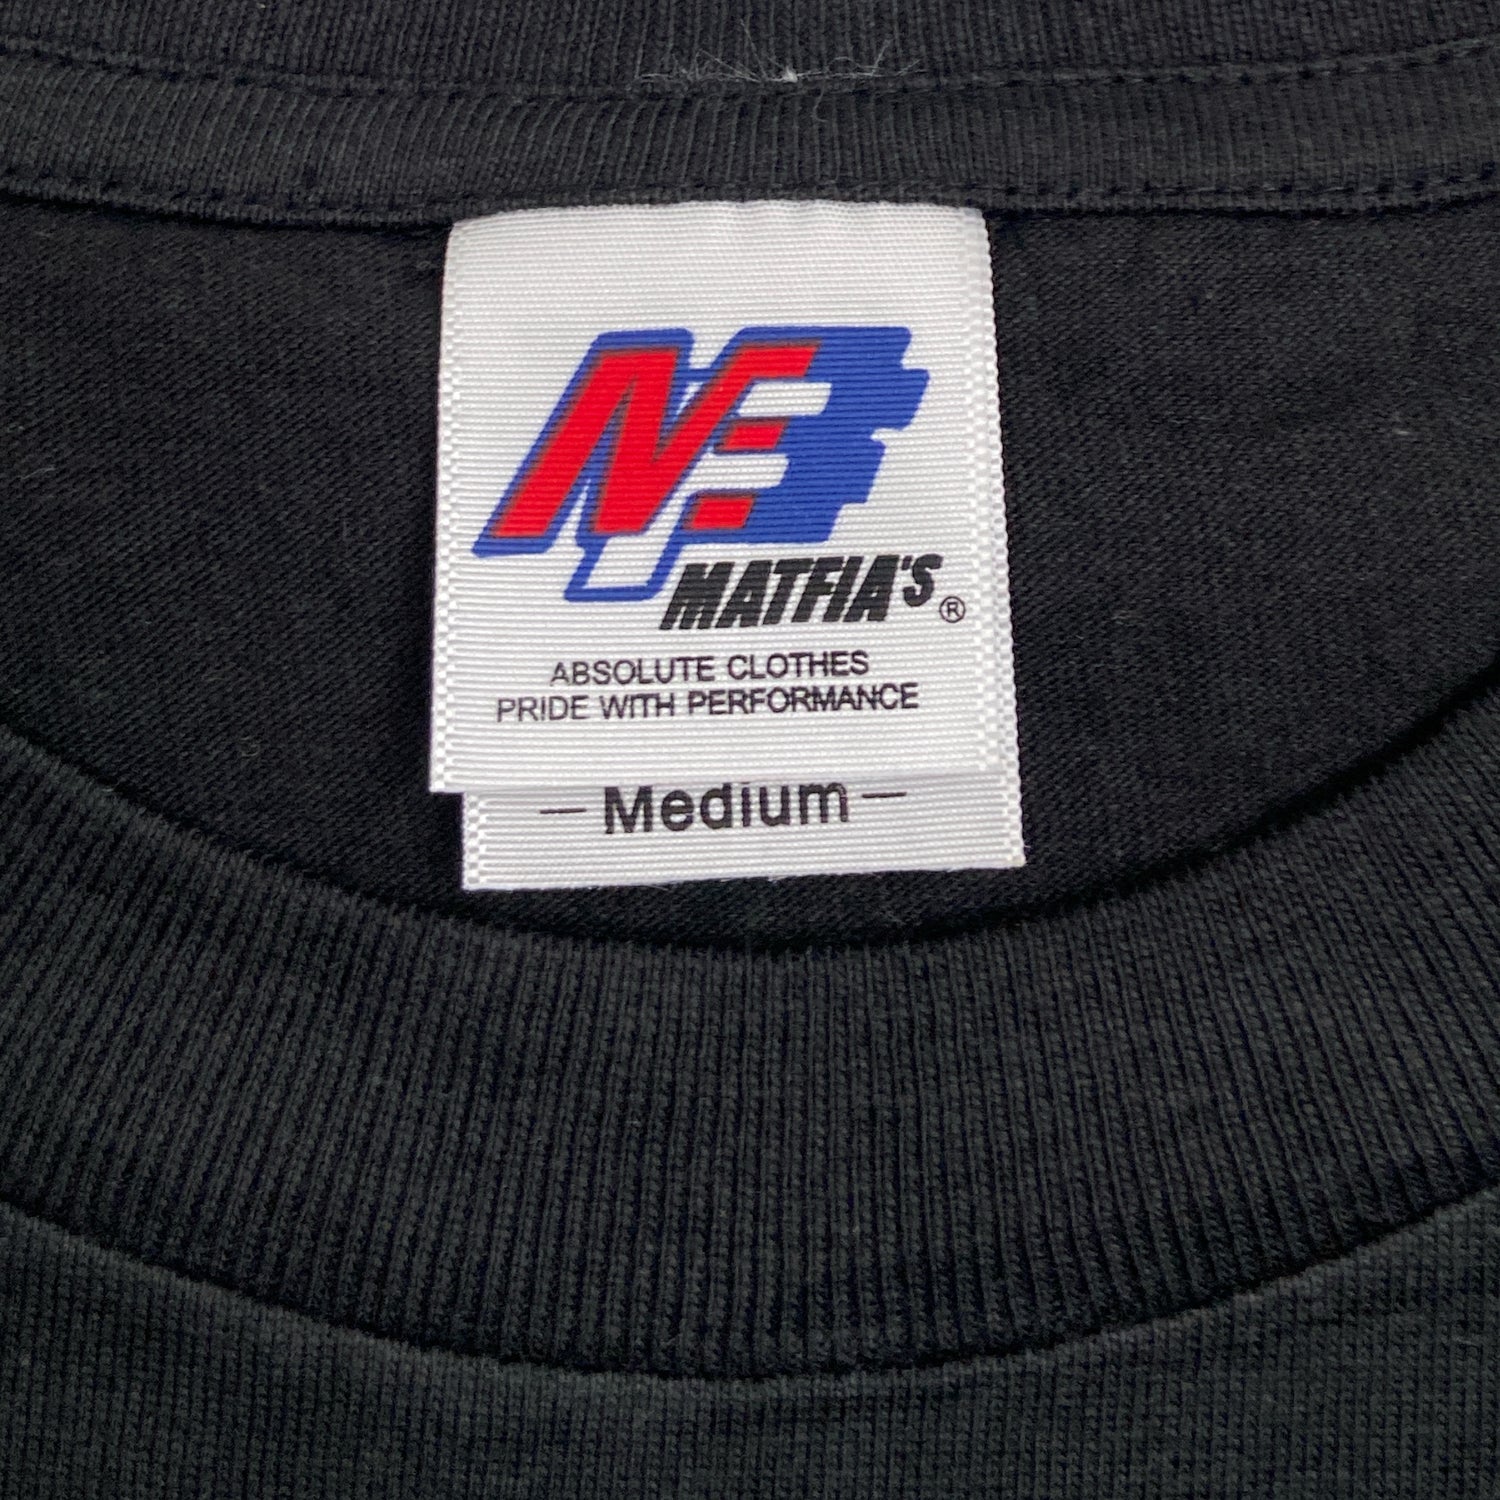 MATFIA'S ®
ABSOLUTE CLOTHES
PRIDE WITH PERFORMANCE
- Medium -